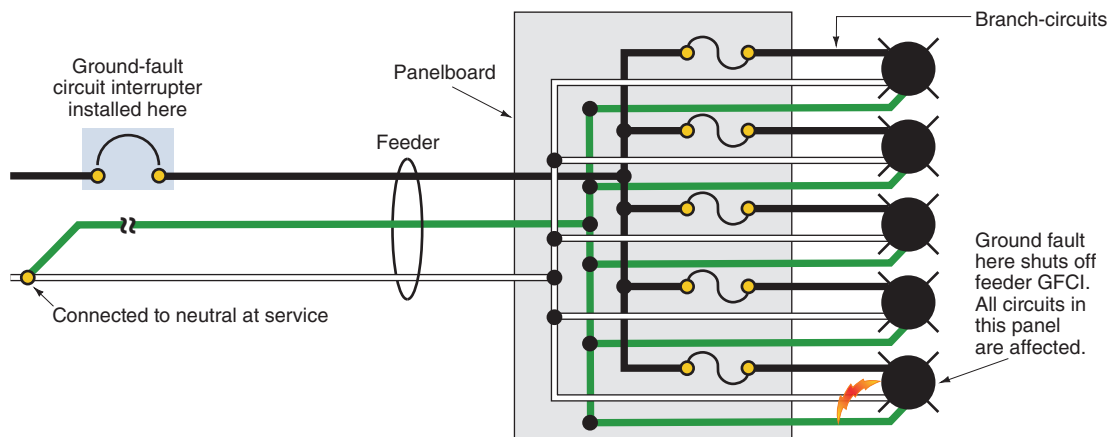 Branch-circuits
Ground-fault
circuit interrupter
installed here
Panelboard
Feeder
Ground fault
here shuts off
feeder GFCI.
All circuits in
this panel
are affected.
Connected to neutral at service